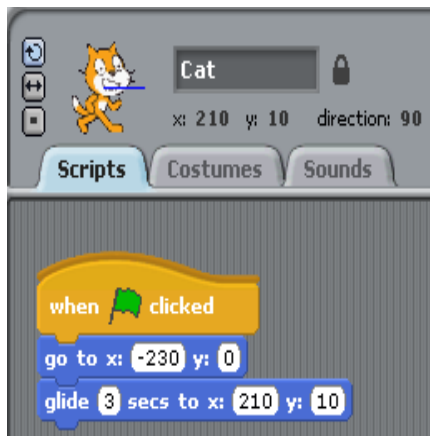 Cat
x: 210 y: 10 direction: 90
Scripts Costumes Sounds
when clicked
go to x: -230 y: 0
glide 3 secs to x: 210 y: 10